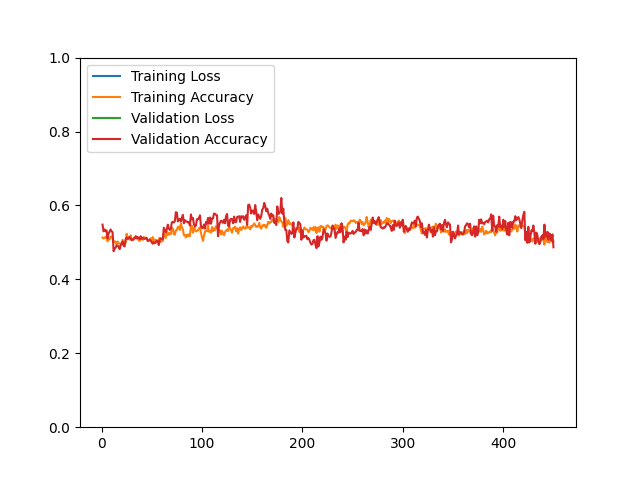 1.0
0.8
0.6
0.4
0.2
0.0
Training Loss
Training Accuracy
Validation Loss
Validation Accuracy
0 100 200 300 400